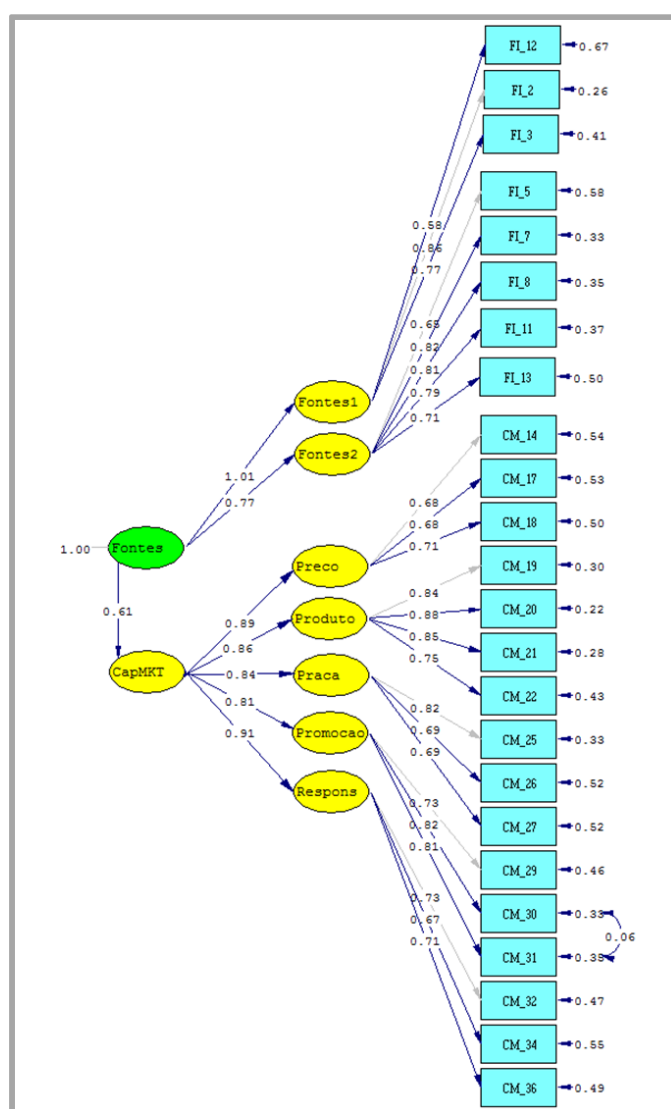 FI_12 0.67
FI_2 0.26
FI_3 0.41
FI_5 0.58
0.58
FI_7 0.33
0.86
0.77
FI_8 0.35
0.65
FI_11 0.37
0.82
0.81
FI_13 0.50
0.79
Fontes1
0.71
CM_14 0.54
Fontes2
1.01
CM_17 0.53
0.77
0.68
CM_18 0.50
0.68
1.00 Fontes
0.71
Preco
CM_19 0.30
0.84
0.61
0.89
0.88
CM_20 0.22
Produto
0.86
0.85
CM_21 0.28
CapMKT
0.84
Praca
0.75
CM_22 0.43
0.81
0.82
CM_25 0.33
0.91
Promocao
0.69
0.69
CM_26 0.52
Respons
0.73
CM_27 0.52
0.82
0.81
CM_29 0.46
0.73
CM_30 0.33
0.67
0.71
0.06
CM_31
CM_32 0.47
CM_34 0.55
CM_36 0.49